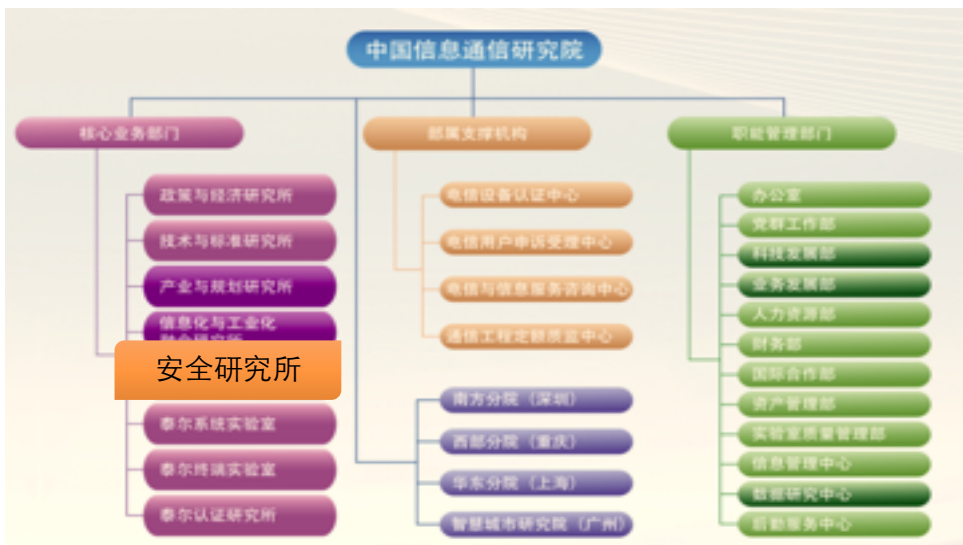 中国信息通信研究院
核心业务部门
政策与经济研究所
技术与标准研究所
产业与规划研究所
信息化与工业化
融合研究所
安全研究所
泰尔系统实验室
泰尔终端实验室
泰尔认证研究所
部属支撑机构
电信设备认证中心
电信用户申诉受理中心
电信与信息服务咨询中心
通信工程定额质监中心
南方分院（深圳）
西部分院（重庆）
华东分院（上海）
智慧城市研究院（广州）
职能管理部门
办公室
党群工作部
科技发展部
业务发展部
人力资源部
财务部
国际合作部
资产管理部
实验室质量管理部
信息管理中心
数据研究中心
后勤服务中心